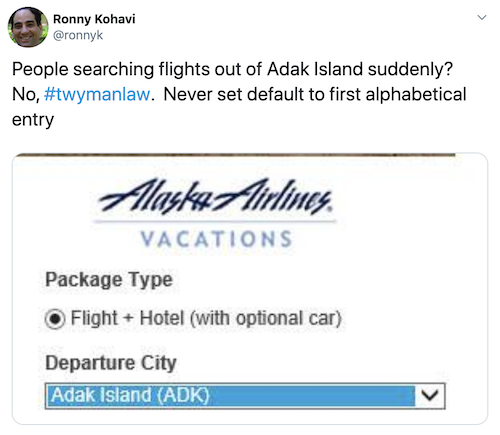 Ronny Kohavi
@ronnyk
People searching flights out of Adak Island suddenly?
No, #twymanlaw. Never set default to first alphabetical
entry
Alaska Airlines.
VACATIONS
Package Type
Flight + Hotel (with optional car)
Departure City
Adak Island (ADK)